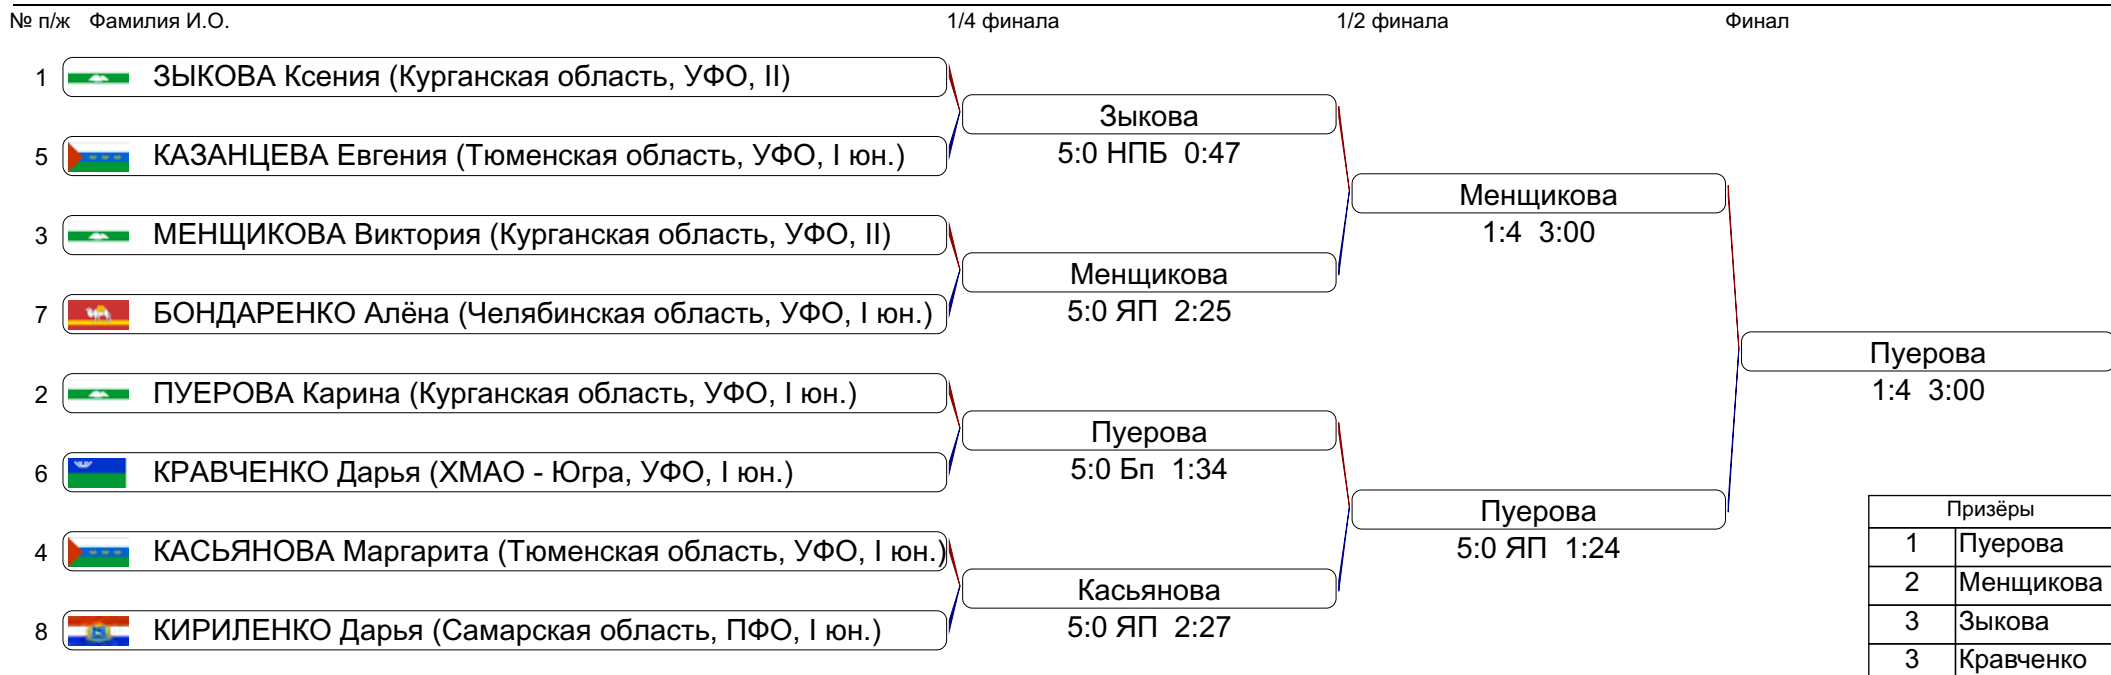 № п/ж Фамилия И.О. 1/4 финала 1/2 финала Финал
1 ЗЫКОВА Ксения (Курганская область, УФО, II)
Зыкова
5:0 НПБ 0:47
5 КАЗАНЦЕВА Евгения (Тюменская область, УФО, I юн.)
Менщикова
1:4 3:00
3 МЕНЩИКОВА Виктория (Курганская область, УФО, II)
Менщикова
5:0 ЯП 2:25
7 БОНДАРЕНКО Алёна (Челябинская область, УФО, I юн.)
Пуерова
1:4 3:00
2 ПУЕРОВА Карина (Курганская область, УФО, I юн.)
Пуерова
5:0 Бп 1:34
6 КРАВЧЕНКО Дарья (ХМАО - Югра, УФО, I юн.)
Пуерова
5:0 ЯП 1:24
4 КАСЬЯНОВА Маргарита (Тюменская область, УФО, I юн.)
Касьянова
5:0 ЯП 2:27
8 КИРИЛЕНКО Дарья (Самарская область, ПФО, I юн.)
Призёры
1 Пуерова
2 Менщикова
3 Зыкова
3 Кравченко